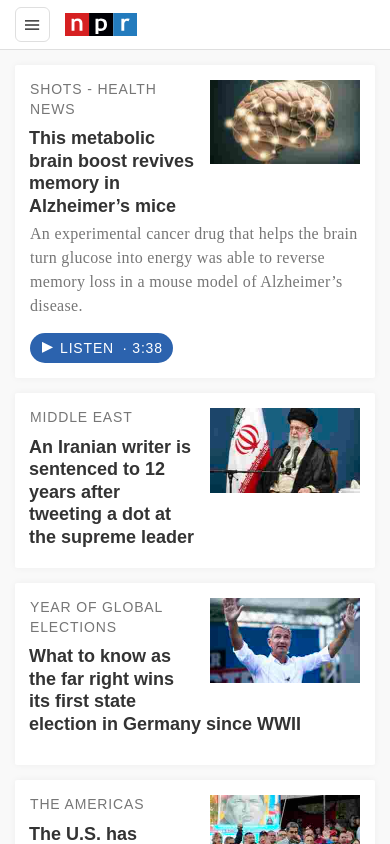 npr
SHOTS - HEALTH
NEWS
This metabolic
brain boost revives
memory in
Alzheimer’s mice
An experimental cancer drug that helps the brain
turn glucose into energy was able to reverse
memory loss in a mouse model of Alzheimer’s
disease.
LISTEN · 3:38
MIDDLE EAST
An Iranian writer is
sentenced to 12
years after
tweeting a dot at
the supreme leader
YEAR OF GLOBAL
ELECTIONS
What to know as
the far right wins
its first state
election in Germany since WWII
THE AMERICAS
The U.S. has